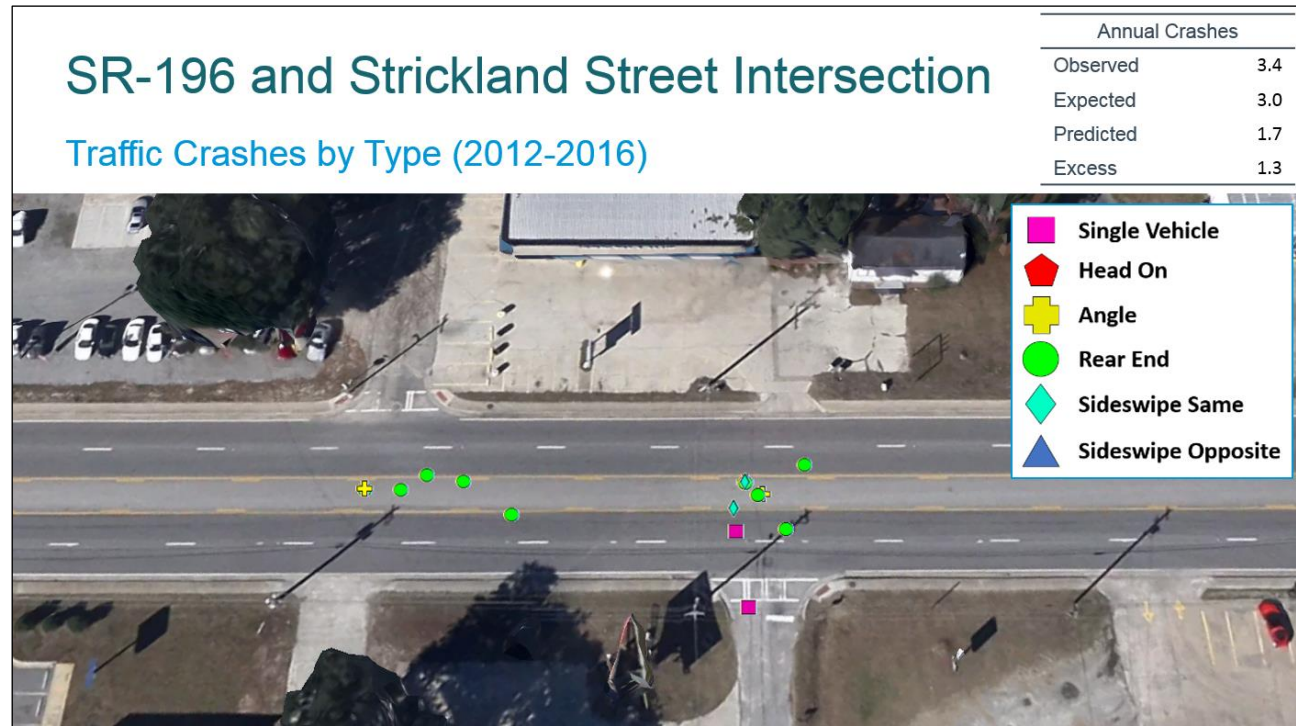 SR-196 and Strickland Street Intersection
Traffic Crashes by Type (2012-2016)
Annual Crashes
Observed 3.4
Expected 3.0
Predicted 1.7
Excess 1.3
Single Vehicle
Head On
Angle
Rear End
Sideswipe Same
Sideswipe Opposite